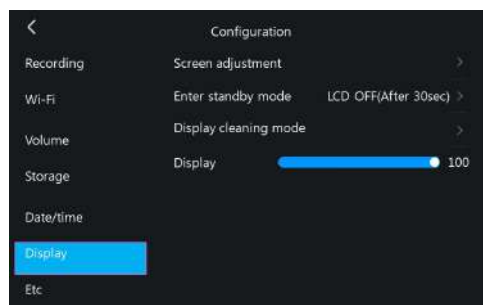 Configuration
Recording
Screen adjustment
Wi-Fi
Enter standby mode LCD OFF(After 30sec)
Volume
Display cleaning mode
Storage
Display 100
Date/time
Display
Etc